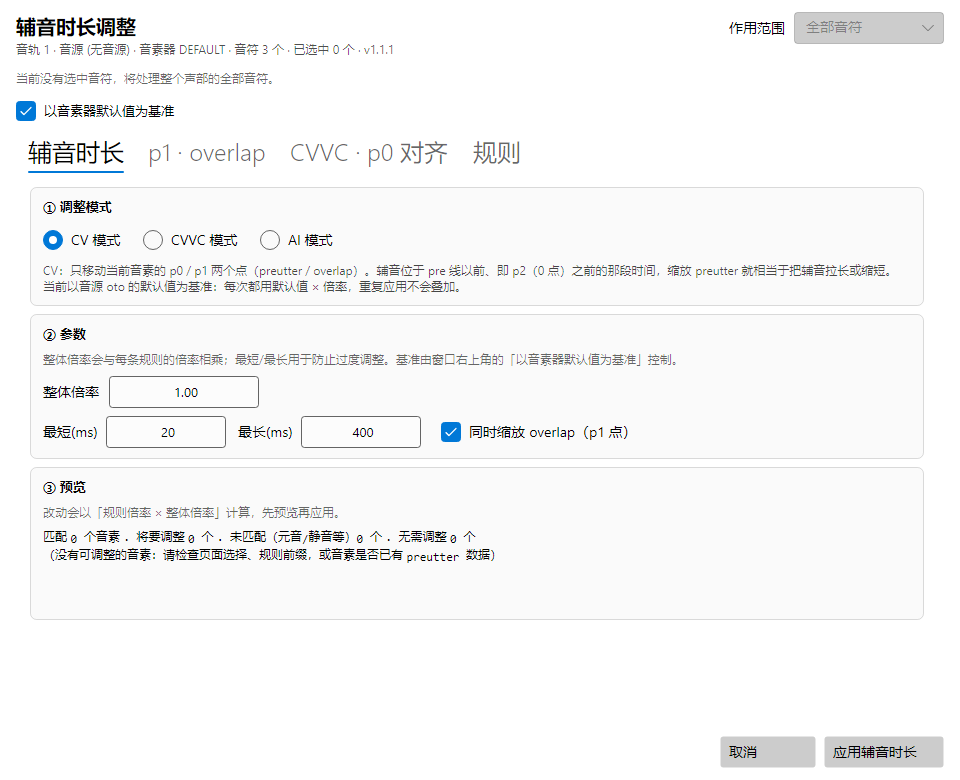 辅音时长调整
作用范围
全部音符
音轨 1 · 音源 (无音源) · 音素器 DEFAULT · 音符 3 个 · 已选中 0 个 · v1.1.1
当前没有选中音符，将处理整个声部的全部音符。
以音素器默认值为基准
辅音时长 p1 · overlap CVVC · p0 对齐 规则
① 调整模式
CV 模式 CVVC 模式 AI 模式
CV：只移动当前音素的 p0 / p1 两个点（preutter / overlap）。辅音位于 pre 线以前、即 p2（0 点）之前的那段时间，缩放 preutter 就相当于把辅音拉长或缩短。
当前以音源 oto 的默认值为基准：每次都用默认值 × 倍率，重复应用不会叠加。
② 参数
整体倍率会与每条规则的倍率相乘；最短/最长用于防止过度调整。基准由窗口右上角的「以音素器默认值为基准」控制。
整体倍率 1.00
最短(ms) 20 最长(ms) 400 同时缩放 overlap（p1 点）
③ 预览
改动会以「规则倍率 × 整体倍率」计算，先预览再应用。
匹配 0 个音素 . 将要调整 0 个 . 未匹配（元音/静音等）0 个 . 无需调整 0 个
（没有可调整的音素：请检查页面选择、规则前缀，或音素是否已有 preutter 数据）
取消 应用辅音时长